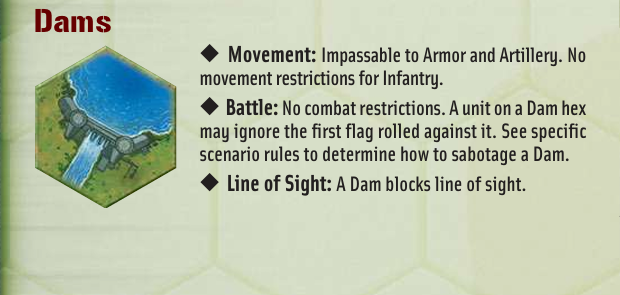 Dams
◆ Movement: Impassable to Armor and Artillery. No
movement restrictions for Infantry.
◆ Battle: No combat restrictions. A unit on a Dam hex
may ignore the first flag rolled against it. See specific
scenario rules to determine how to sabotage a Dam.
◆ Line of Sight: A Dam blocks line of sight.